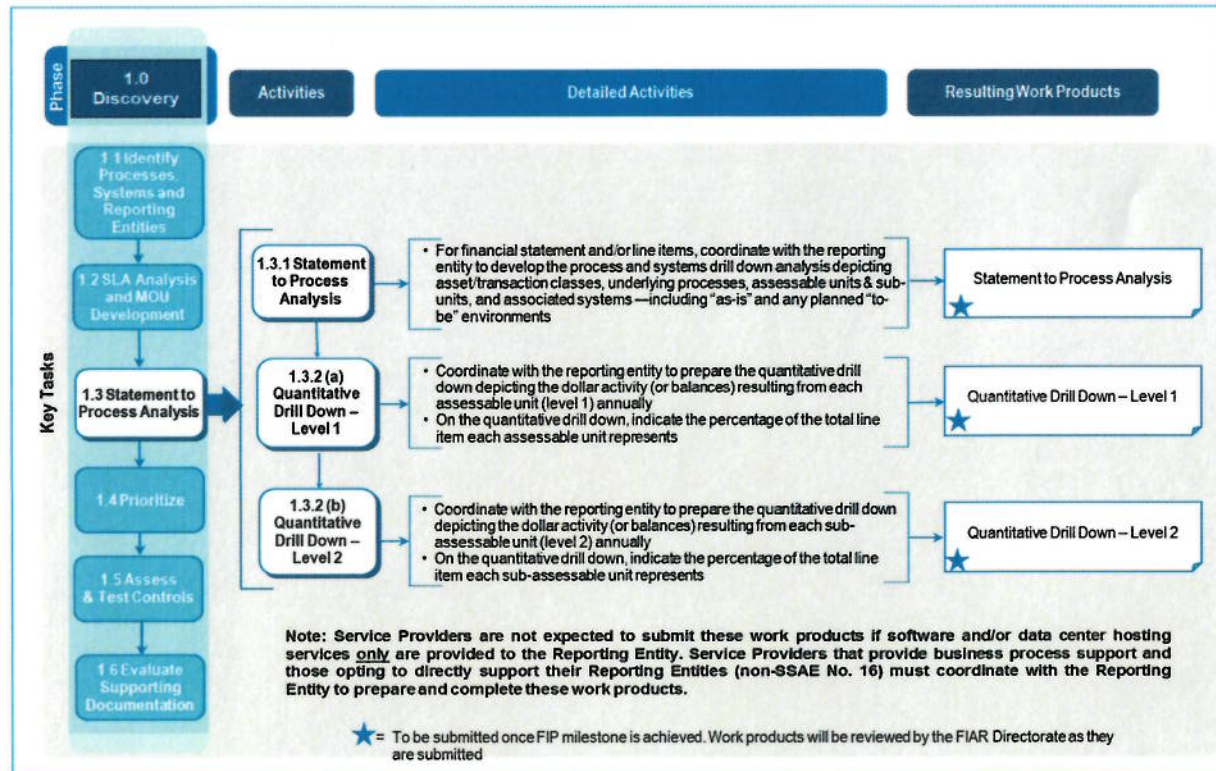 Phase
1.0
Discovery
Activities
Detailed Activities
Resulting Work Products
Key Tasks
1.1 Identify
Processes,
Systems and
Reporting
Entities
1.2 SLA Analysis
and MOU
Development
1.3 Statement to
Process Analysis
1.4 Prioritize
1.5 Assess
& Test Controls
1.6 Evaluate
Supporting
Documentation
1.3.1 Statement
to Process
Analysis
• For financial statement and/or line items, coordinate with the reporting
entity to develop the process and systems drill down analysis depicting
asset/transaction classes, underlying processes, assessable units & sub-
units, and associated systems —including "as-is" and any planned "to-
be" environments
Statement to Process Analysis
1.3.2 (a)
Quantitative
Drill Down –
Level 1
• Coordinate with the reporting entity to prepare the quantitative drill
down depicting the dollar activity (or balances) resulting from each
assessable unit (level 1) annually
• On the quantitative drill down, indicate the percentage of the total line
item each assessable unit represents
Quantitative Drill Down – Level 1
1.3.2 (b)
Quantitative
Drill Down –
Level 2
• Coordinate with the reporting entity to prepare the quantitative drill down
depicting the dollar activity (or balances) resulting from each sub-
assessable unit (level 2) annually
• On the quantitative drill down, indicate the percentage of the total line
item each sub-assessable unit represents
Quantitative Drill Down – Level 2
Note: Service Providers are not expected to submit these work products if software and/or data center hosting
services only are provided to the Reporting Entity. Service Providers that provide business process support and
those opting to directly support their Reporting Entities (non-SSAE No. 16) must coordinate with the Reporting
Entity to prepare and complete these work products.
= To be submitted once FIP milestone is achieved. Work products will be reviewed by the FIAR Directorate as they
are submitted